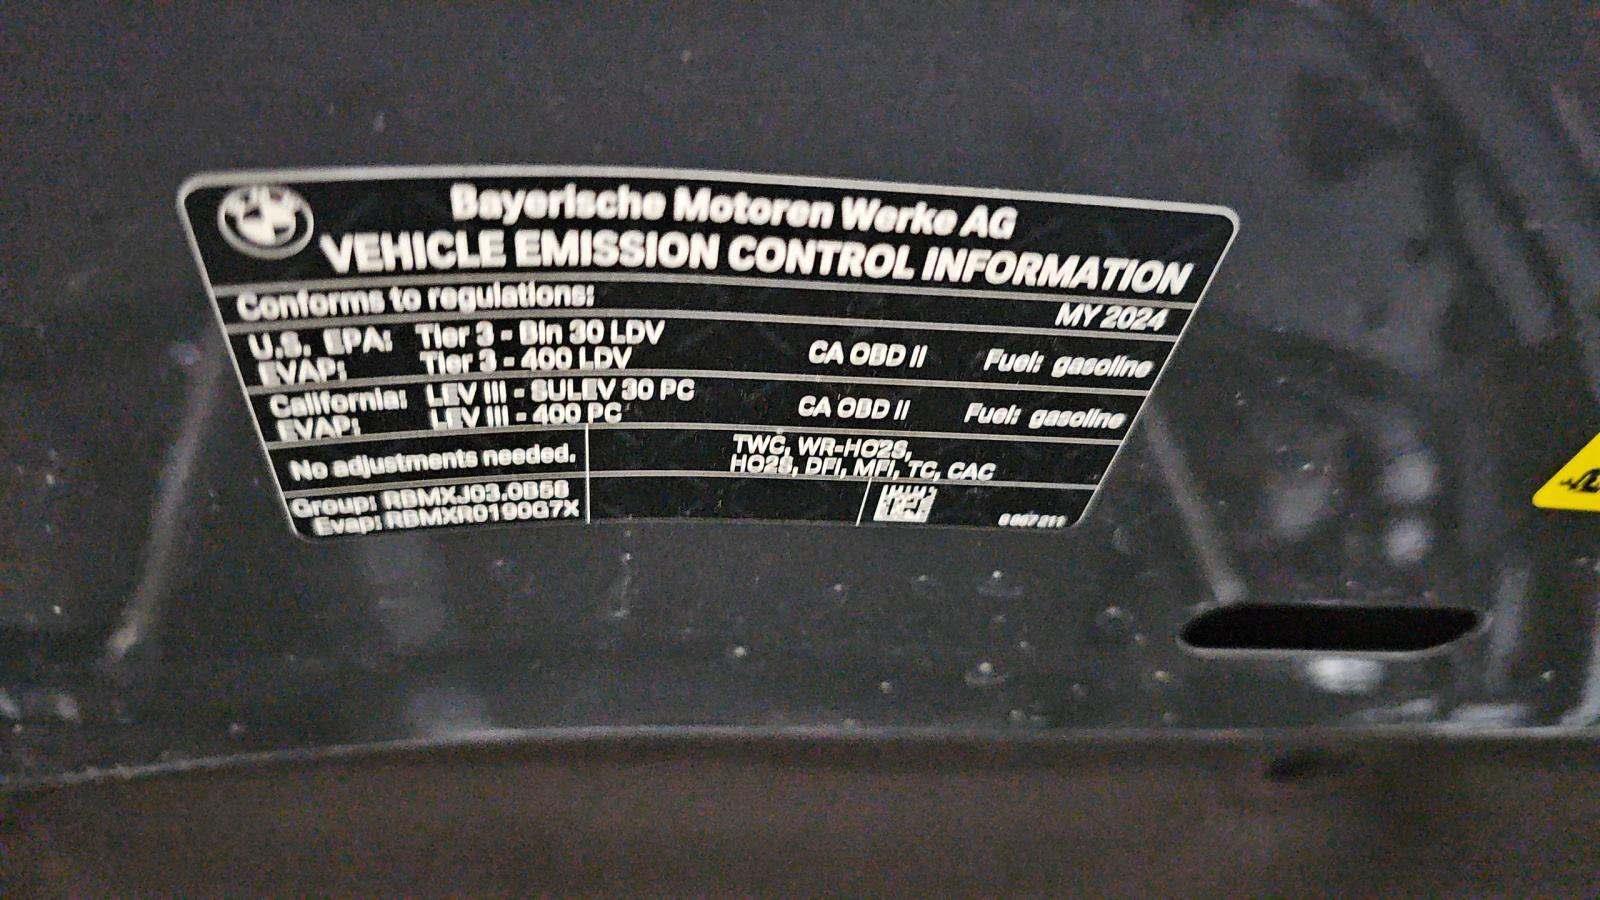 Bayerische Motoren Werke AG
VEHICLE EMISSION CONTROL INFORMATION
Conforms to regulations: MY 2024
U.S. EPA: Tier 3 - Bin 30 LDV CA OBD II Fuel: gasoline
EVAP: Tier 3 - 400 LDV
California: LEV III - SULEV 30 PC CA OBD II Fuel: gasoline
EVAP: LEV III - 400 PC
No adjustments needed. TWC, WR-HO2S,
HO2S, DFI, MFI, TC, CAC
Group: RBMXJ03.0B58
Evap: RBMXR0190G7X